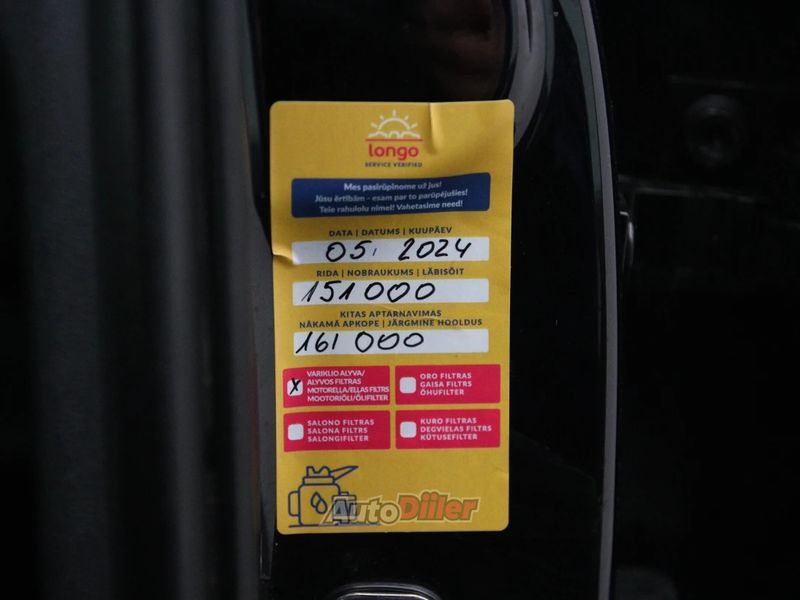 longo
SERVICE VERIFIED
Mes pasirūpinome už jus!
Jūsu ērtībām - esam par to parūpējušies!
Teie rahulolu nimel! Vahetasime need!
DATA | DATUMS | KUUPÄEV
05. 2024
RIDA | NOBRAUKUMS | LÄBISÕIT
151000
KITAS APTARNAVIMAS
NĀKAMĀ APKOPE | JÄRGMINE HOOLDUS
161 000
X
VARIKLIO ALYVA/
ALYVOS FILTRAS
MOTOREĻĻA/EĻĻAS FILTRS
MOOTORIÕLI/ÕLIFILTER
ORO FILTRAS
GAISA FILTRS
ÕHUFILTER
SALONO FILTRAS
SALONA FILTRS
SALONGIFILTER
KURO FILTRAS
DEGVIELAS FILTRS
KÜTUSEFILTER
AutoDiiler